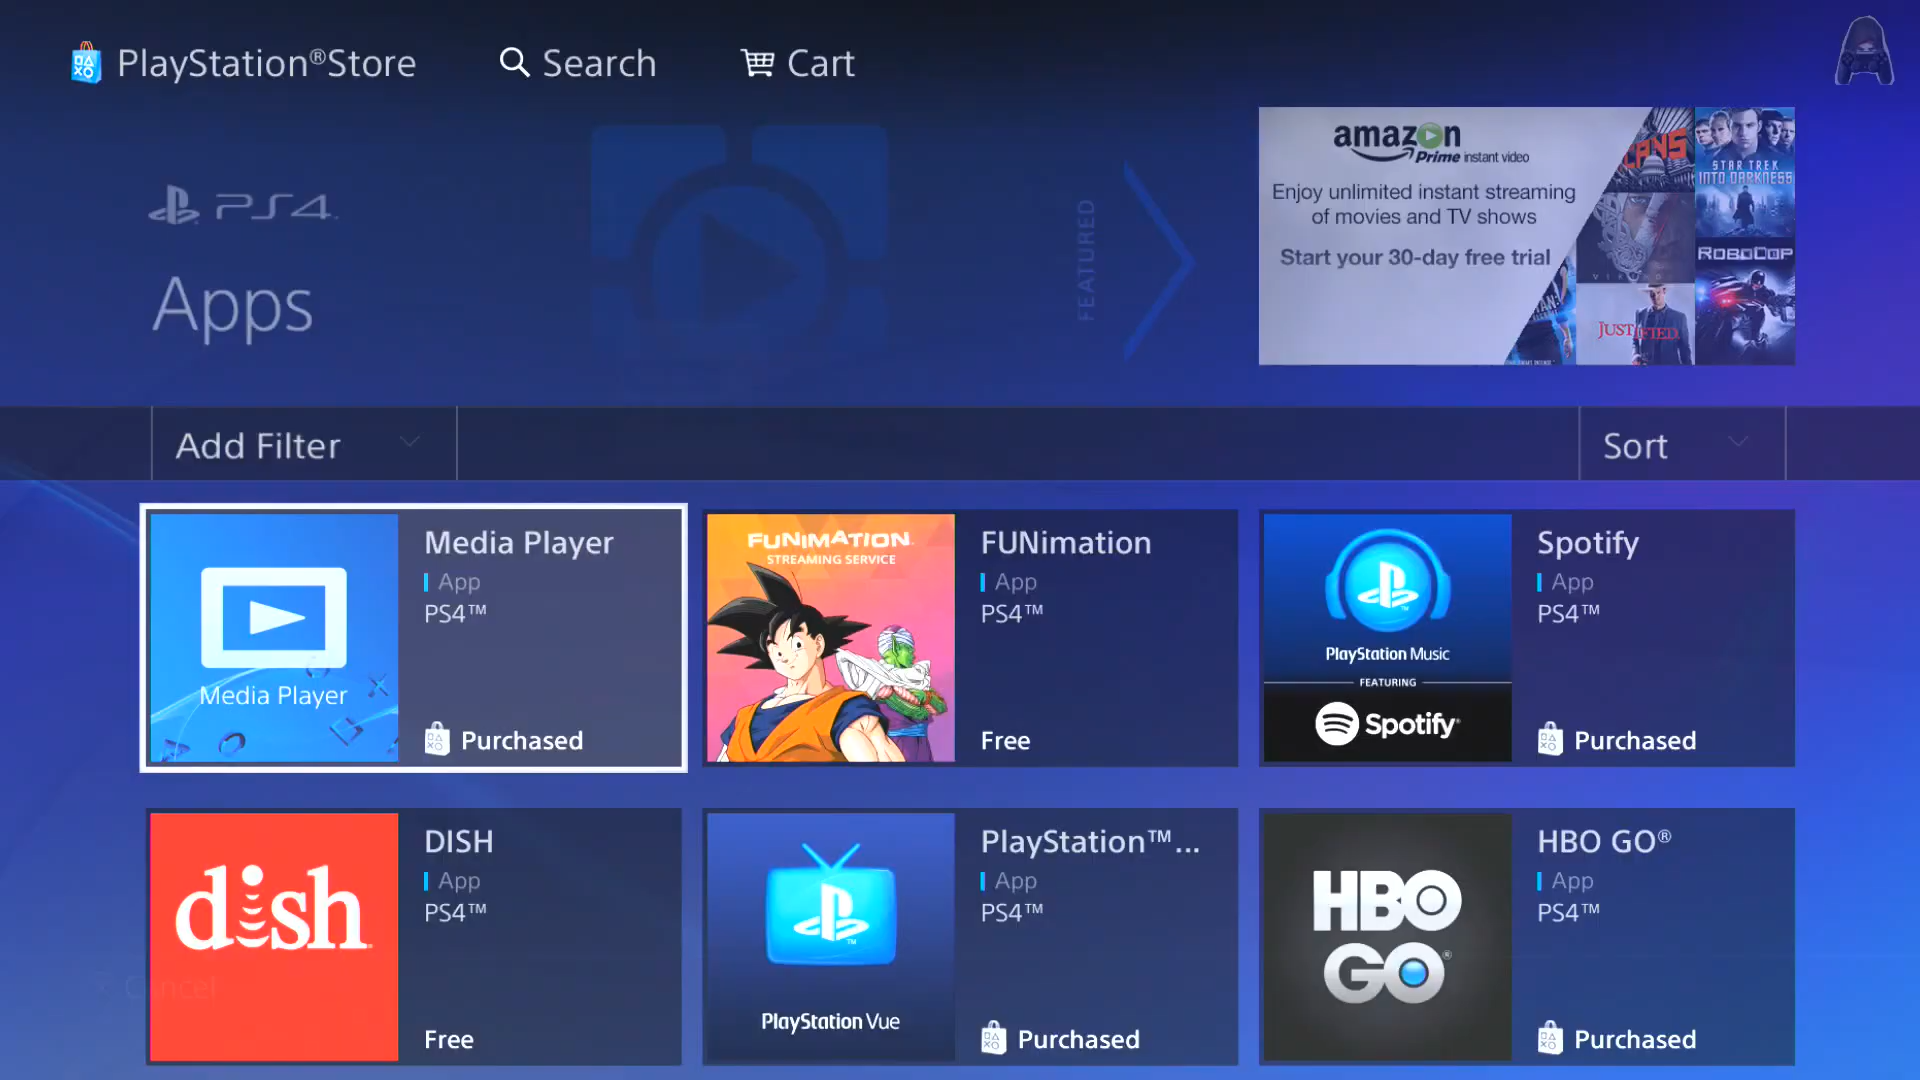 PlayStation®Store
Search
Cart
PS4
Apps
FEATURED
amazon
Prime instant video
Enjoy unlimited instant streaming
of movies and TV shows
Start your 30-day free trial
STAR TREK
INTO DARKNESS
ROBOCOP
JUSTIFIED
Add Filter
Sort
Media Player
Media Player
App
PS4™
Purchased
FUNIMATION
STREAMING SERVICE
FUNimation
App
PS4™
Free
PlayStation Music
FEATURING
Spotify®
Spotify
App
PS4™
Purchased
dish
DISH
App
PS4™
Free
PlayStation Vue
PlayStation™...
App
PS4™
Purchased
HBO
GO®
HBO GO®
App
PS4™
Purchased
Cancel